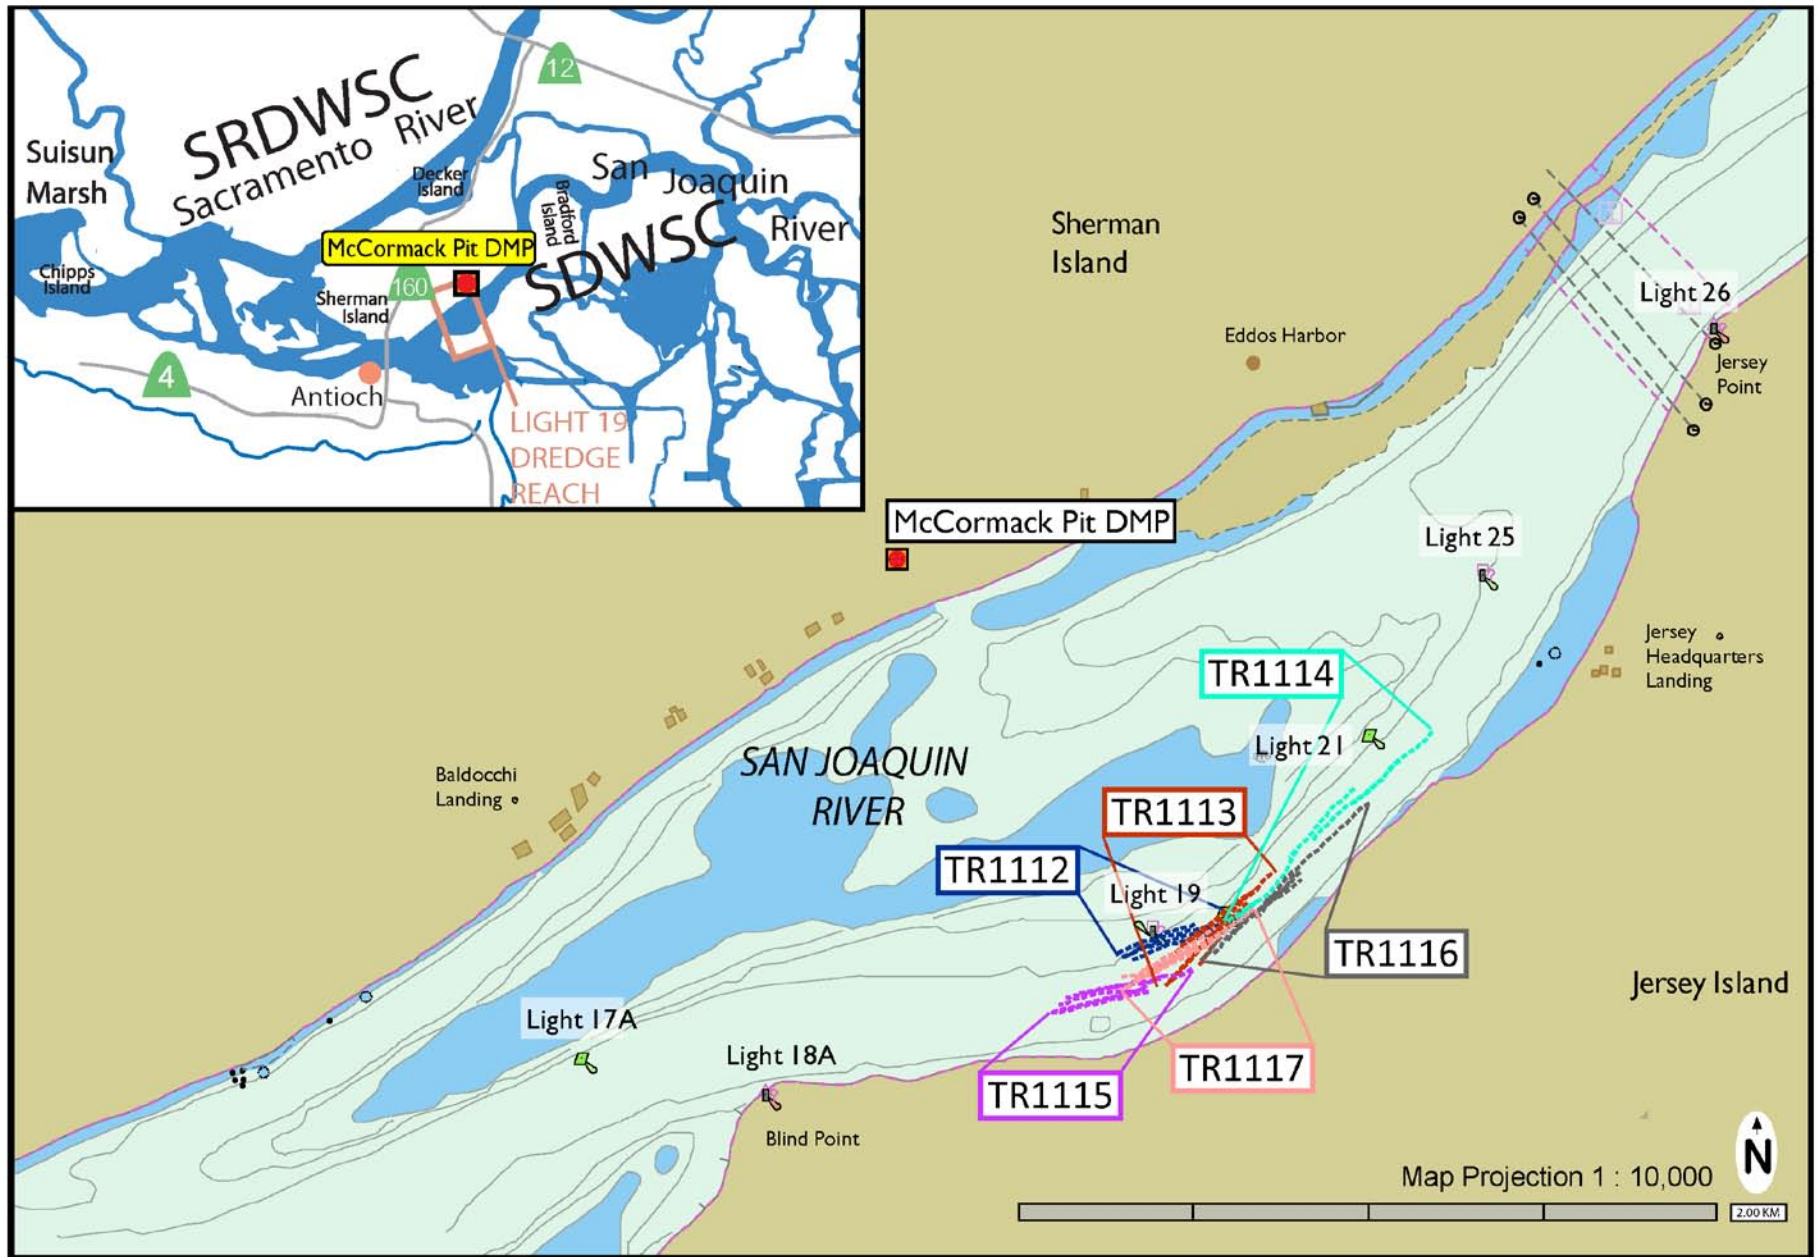 SRDWSC
Sacramento River
12
Suisun
Marsh
Decker
Island
San Joaquin
River
Bradford
Island
SDWSC
McCormack Pit DMP
Chipps
Island
160
Sherman
Island
4
Antioch
LIGHT 19
DREDGE
REACH
Sherman
Island
Light 26
Eddos Harbor
Jersey
Point
McCormack Pit DMP
Light 25
Jersey
Headquarters
Landing
TR1114
Light 21
SAN JOAQUIN
RIVER
Baldocchi
Landing
TR1113
TR1112
Light 19
TR1116
Jersey Island
Light 17A
Light 18A
TR1117
TR1115
Blind Point
N
Map Projection 1 : 10,000
2.00 KM